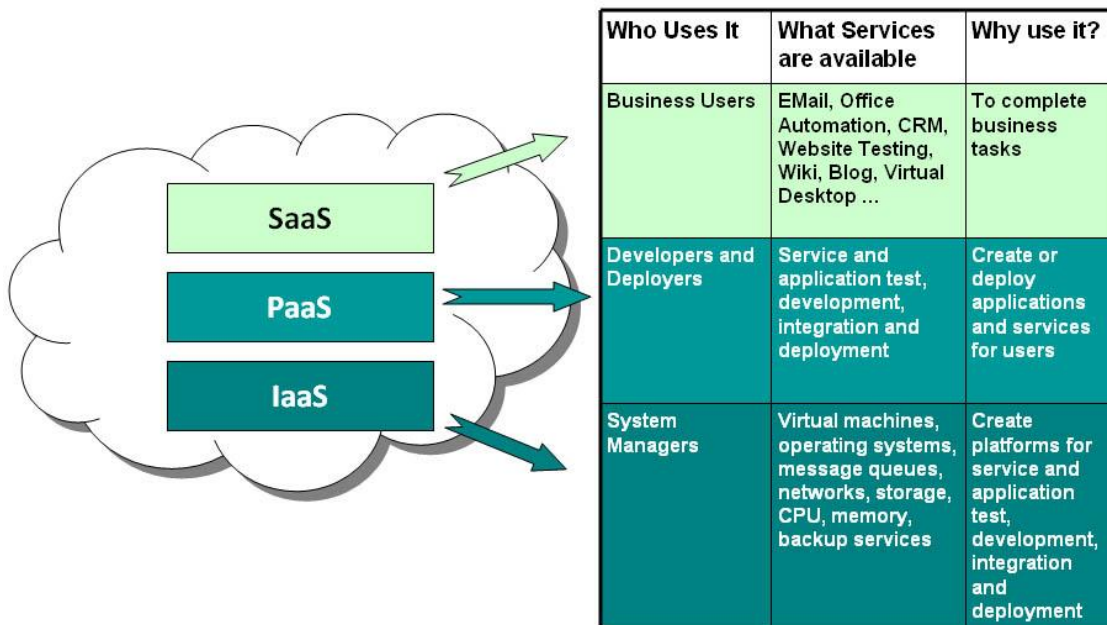 SaaS
PaaS
IaaS
Who Uses It
What Services
are available
Why use it?
Business Users
EMail, Office
Automation, CRM,
Website Testing,
Wiki, Blog, Virtual
Desktop ...
To complete
business
tasks
Developers and
Deployers
Service and
application test,
development,
integration and
deployment
Create or
deploy
applications
and services
for users
System
Managers
Virtual machines,
operating systems,
message queues,
networks, storage,
CPU, memory,
backup services
Create
platforms for
service and
application
test,
development,
integration
and
deployment